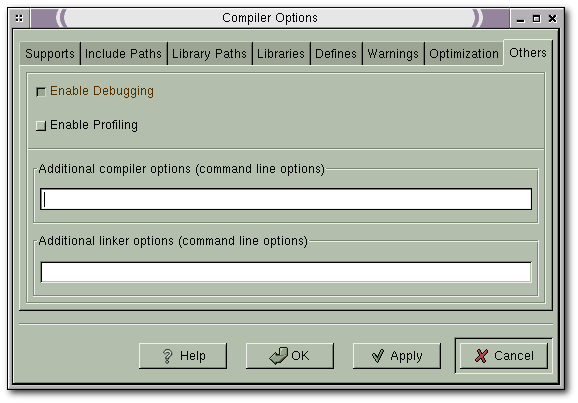 Compiler Options
Supports Include Paths Library Paths Libraries Defines Warnings Optimization Others
Enable Debugging
Enable Profiling
Additional compiler options (command line options)
Additional linker options (command line options)
Help OK Apply Cancel